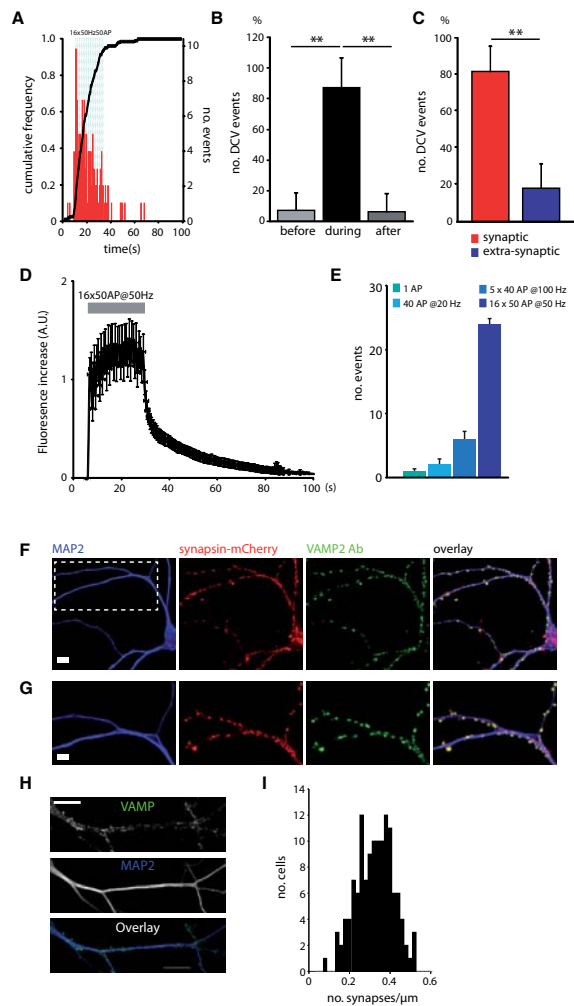 A
16x50Hz50AP
1.0
0.8
0.6
0.4
0.2
0
cumulative frequency
10
8
6
4
2
0
no. events
0 20 40 60 80 100
time(s)
B
%
**
**
120
100
80
60
40
20
0
no. DCV events
before during after
C
%
**
100
80
60
40
20
0
no. DCV events
synaptic
extra-synaptic
D
2
1
0
Fluoresence increase (A.U.)
16x50AP@50Hz
0 20 40 60 80 100 (s)
E
1 AP
5 x 40 AP @100 Hz
40 AP @20 Hz
16 x 50 AP @50 Hz
30
20
10
0
no. events
F
MAP2
synapsin-mCherry
VAMP2 Ab
overlay
G
H
VAMP
MAP2
Overlay
I
14
12
10
8
6
4
2
0
no. cells
0 0.2 0.4 0.6
no. synapses/µm